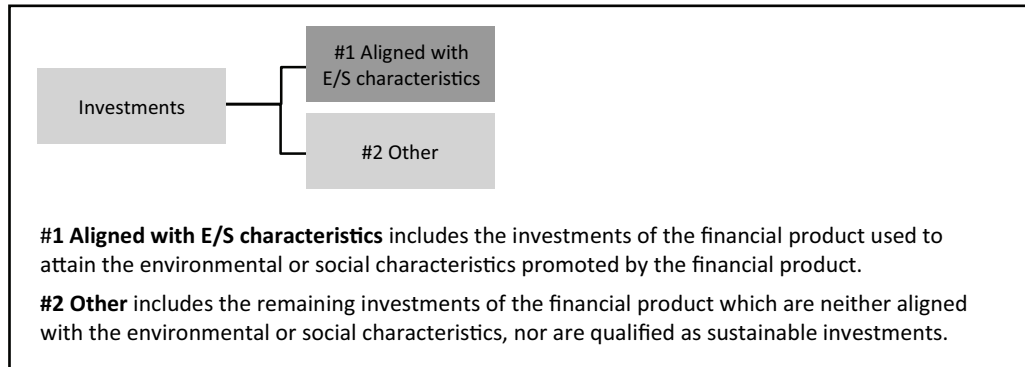 #1 Aligned with
E/S characteristics
Investments
#2 Other
#1 Aligned with E/S characteristics includes the investments of the financial product used to
attain the environmental or social characteristics promoted by the financial product.
#2 Other includes the remaining investments of the financial product which are neither aligned
with the environmental or social characteristics, nor are qualified as sustainable investments.